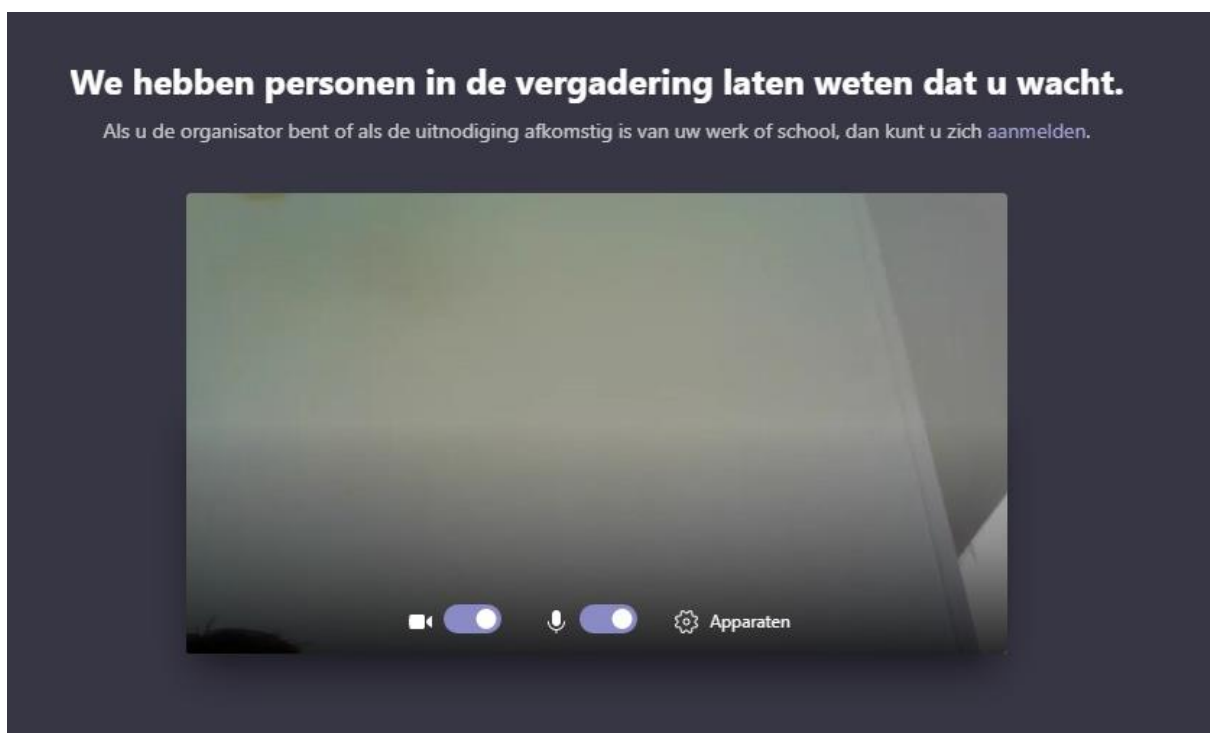 We hebben personen in de vergadering laten weten dat u wacht.
Als u de organisator bent of als de uitnodiging afkomstig is van uw werk of school, dan kunt u zich aanmelden.
Apparaten